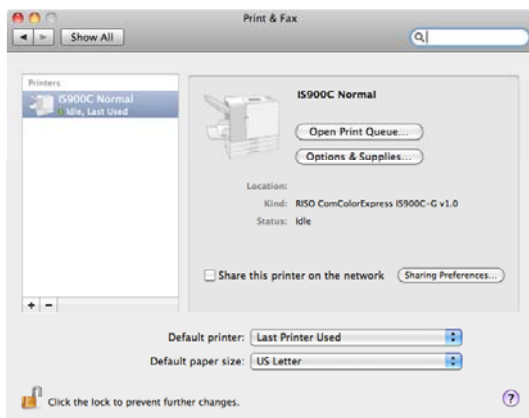 Print & Fax
Show All
Printers
IS900C Normal
Idle, Last Used
IS900C Normal
Open Print Queue...
Options & Supplies...
Location:
Kind: RISO ComColorExpress IS900C-G v1.0
Status: Idle
Share this printer on the network
Sharing Preferences...
+ −
Default printer: Last Printer Used
Default paper size: US Letter
Click the lock to prevent further changes.
?